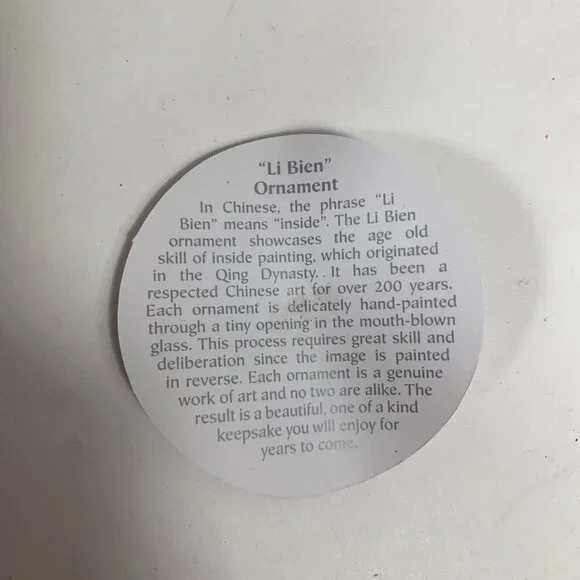 “Li Bien”
Ornament
In Chinese, the phrase “Li
Bien” means “inside”. The Li Bien
ornament showcases the age old
skill of inside painting, which originated
in the Qing Dynasty. . It has been a
respected Chinese art for over 200 years.
Each ornament is delicately hand-painted
through a tiny opening in the mouth-blown
glass. This process requires great skill and
deliberation since the image is painted
in reverse. Each ornament is a genuine
work of art and no two are alike. The
result is a beautiful, one of a kind
keepsake you will enjoy for
years to come.